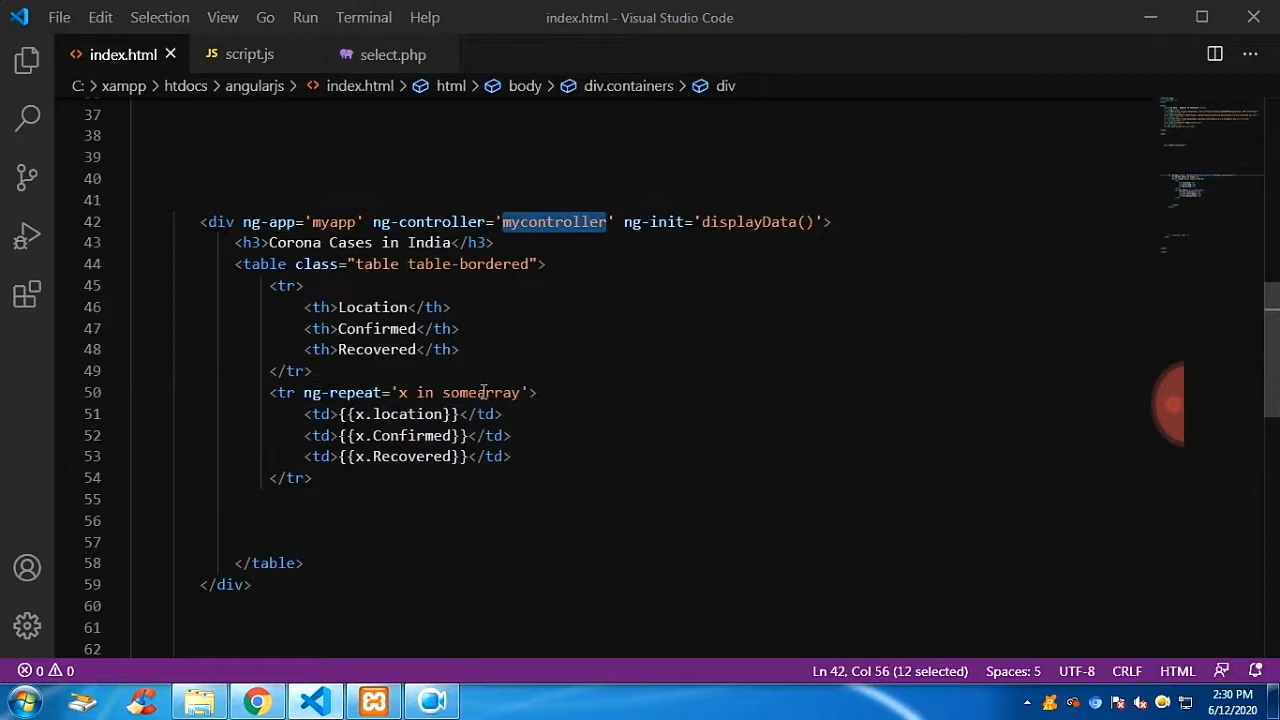 File Edit Selection View Go Run Terminal Help index.html - Visual Studio Code
index.html JS script.js select.php
C: > xampp > htdocs > angularjs > index.html > html > body > div.containers > div
37
38
39
40
41
42 <div ng-app='myapp' ng-controller='mycontroller' ng-init='displayData()'>
43 <h3>Corona Cases in India</h3>
44 <table class="table table-bordered">
45 <tr>
46 <th>Location</th>
47 <th>Confirmed</th>
48 <th>Recovered</th>
49 </tr>
50 <tr ng-repeat='x in somearray'>
51 <td>{{x.location}}</td>
52 <td>{{x.Confirmed}}</td>
53 <td>{{x.Recovered}}</td>
54 </tr>
55
56
57
58 </table>
59 </div>
60
61
62
0 0 Ln 42, Col 56 (12 selected) Spaces: 5 UTF-8 CRLF HTML
2:30 PM
6/12/2020